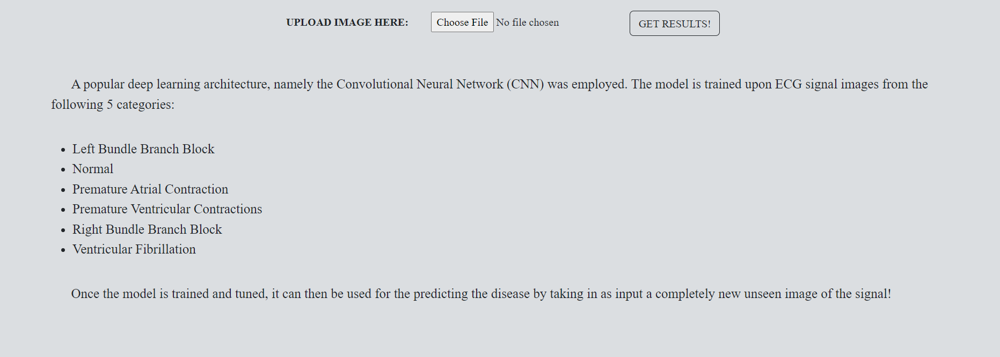 UPLOAD IMAGE HERE: Choose File No file chosen GET RESULTS!
A popular deep learning architecture, namely the Convolutional Neural Network (CNN) was employed. The model is trained upon ECG signal images from the
following 5 categories:
• Left Bundle Branch Block
• Normal
• Premature Atrial Contraction
• Premature Ventricular Contractions
• Right Bundle Branch Block
• Ventricular Fibrillation
Once the model is trained and tuned, it can then be used for the predicting the disease by taking in as input a completely new unseen image of the signal!